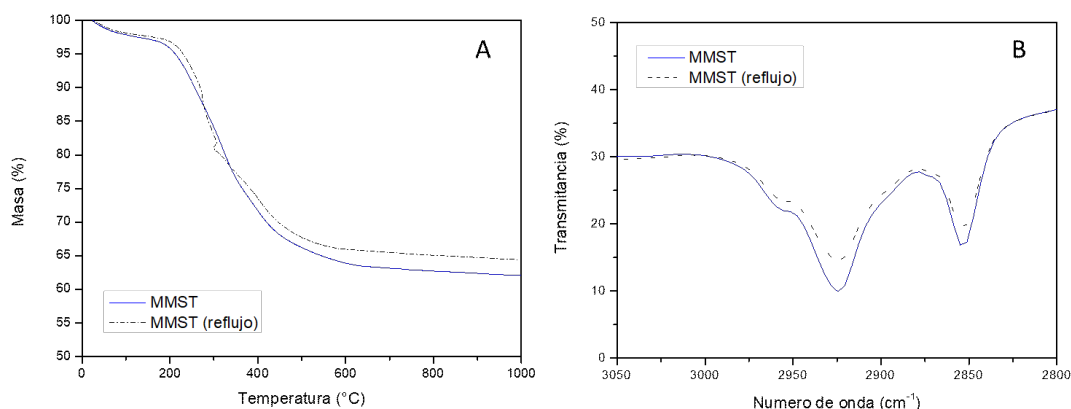 A
100
95
90
85
80
75
70
65
60
55
50
Masa (%)
MMST
MMST (reflujo)
0 200 400 600 800 1000
Temperatura (°C)
B
50
40
30
20
10
0
Transmitancia (%)
MMST
MMST (reflujo)
3050 3000 2950 2900 2850 2800
Numero de onda (cm⁻¹)